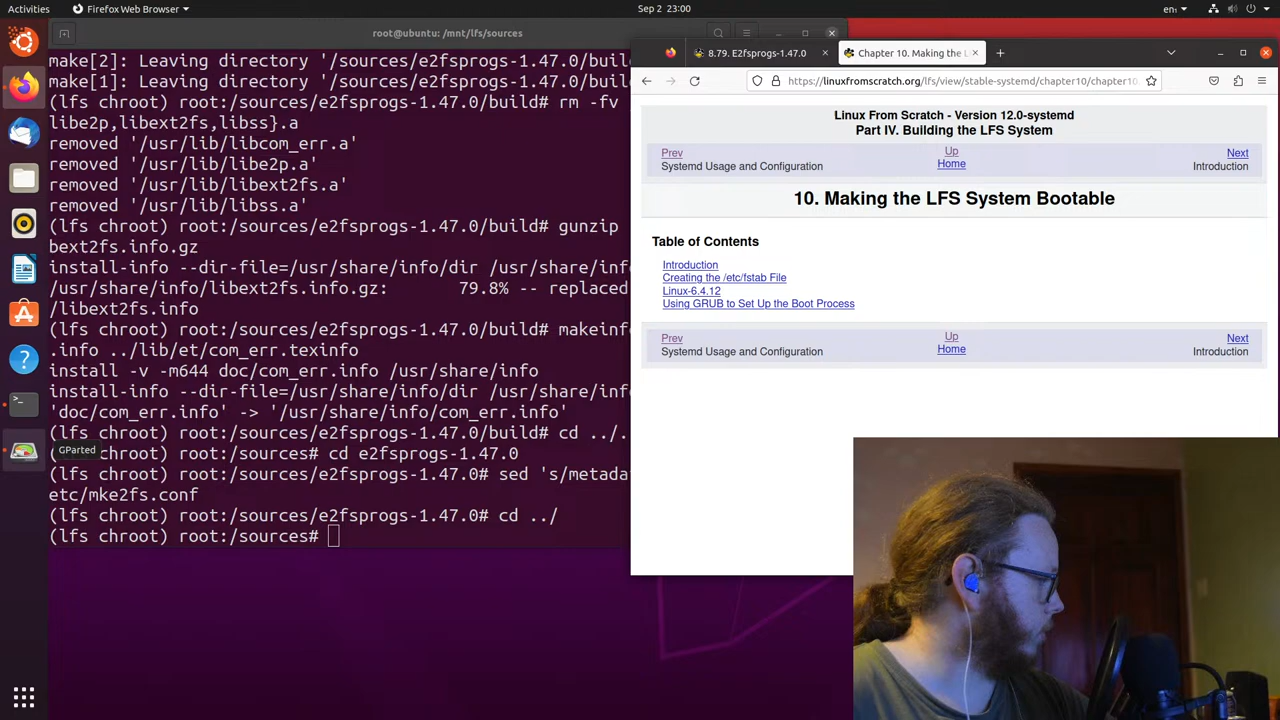 Activities
Firefox Web Browser
Sep 2 23:00
en
root@ubuntu: /mnt/lfs/sources
make[2]: Leaving directory '/sources/e2fsprogs-1.47.0/buil
make[1]: Leaving directory '/sources/e2fsprogs-1.47.0/buil
(lfs chroot) root:/sources/e2fsprogs-1.47.0/build# rm -fv
libe2p,libext2fs,libss}.a
removed '/usr/lib/libcom_err.a'
removed '/usr/lib/libe2p.a'
removed '/usr/lib/libext2fs.a'
removed '/usr/lib/libss.a'
(lfs chroot) root:/sources/e2fsprogs-1.47.0/build# gunzip
bext2fs.info.gz
install-info --dir-file=/usr/share/info/dir /usr/share/inf
/usr/share/info/libext2fs.info.gz: 79.8% -- replaced
/libext2fs.info
(lfs chroot) root:/sources/e2fsprogs-1.47.0/build# makeinf
.info ../lib/et/com_err.texinfo
install -v -m644 doc/com_err.info /usr/share/info
install-info --dir-file=/usr/share/info/dir /usr/share/inf
'doc/com_err.info' -> '/usr/share/info/com_err.info'
(lfs chroot) root:/sources/e2fsprogs-1.47.0/build# cd ../.
(lfs chroot) root:/sources# cd e2fsprogs-1.47.0
(lfs chroot) root:/sources/e2fsprogs-1.47.0# sed 's/metada
etc/mke2fs.conf
(lfs chroot) root:/sources/e2fsprogs-1.47.0# cd ../
(lfs chroot) root:/sources#
GParted
8.79. E2fsprogs-1.47.0
Chapter 10. Making the L
https://linuxfromscratch.org/lfs/view/stable-systemd/chapter10/chapter10.
Linux From Scratch - Version 12.0-systemd
Part IV. Building the LFS System
Prev
Up
Next
Systemd Usage and Configuration
Home
Introduction
10. Making the LFS System Bootable
Table of Contents
Introduction
Creating the /etc/fstab File
Linux-6.4.12
Using GRUB to Set Up the Boot Process
Prev
Up
Next
Systemd Usage and Configuration
Home
Introduction